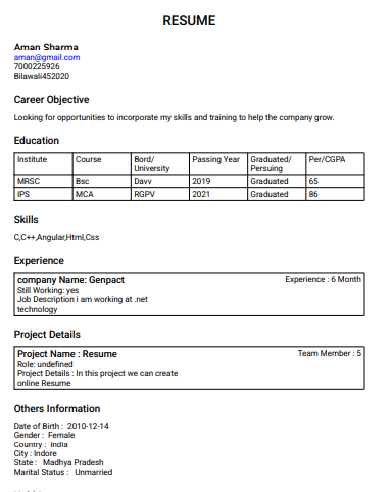 RESUME
Aman Sharma
aman@gmail.com
7000225926
Bilawali452020
Career Objective
Looking for opportunities to incorporate my skills and training to help the company grow.
Education
Institute Course Bord/ University Passing Year Graduated/ Persuing Per/CGPA
MIRSC Bsc Davv 2019 Graduated 65
IPS MCA RGPV 2021 Graduated 86
Skills
C,C++,Angular,Html,Css
Experience
company Name: Genpact Experience : 6 Month
Still Working: yes
Job Description i am working at .net
technology
Project Details
Project Name : Resume Team Member : 5
Role: undefined
Project Details : In this project we can create
online Resume
Others Information
Date of Birth : 2010-12-14
Gender : Female
Country : India
City : Indore
State : Madhya Pradesh
Marital Status : Unmarried